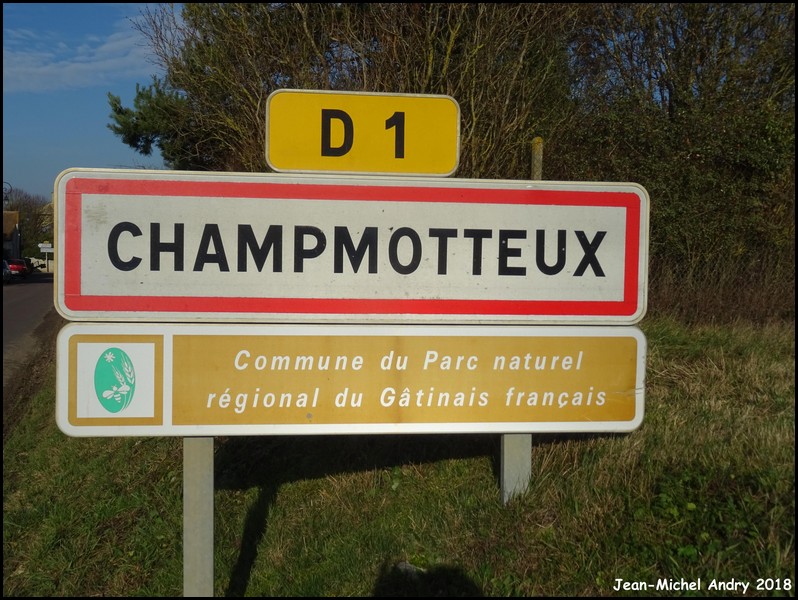 D 1
CHAMPMOTTEUX
Commune du Parc naturel
régional du Gâtinais français
Jean-Michel Andry 2018